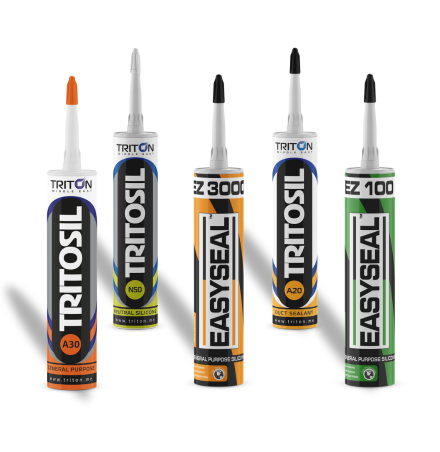 TRITON
MIDDLE EAST
TRITOSIL
A30
GENERAL PURPOSE
www.triton.me
TRITON
MIDDLE EAST
TRITOSIL
N50
NEUTRAL SILICONE
www.triton.me
EZ 3000
EASYSEAL
GENERAL PURPOSE SILICONE
TRITON
MIDDLE EAST
TRITOSIL
A20
DUCT SEALANT
www.triton.me
EZ 100
EASYSEAL
GENERAL PURPOSE SILICONE